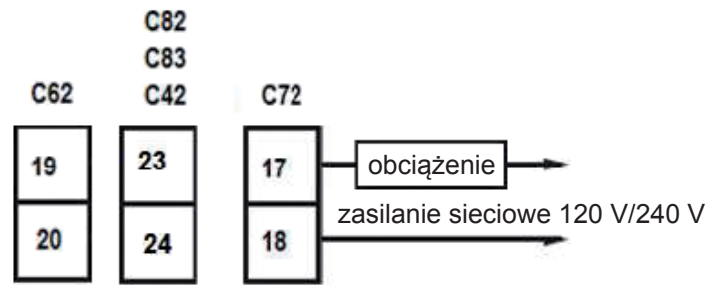 C82
C83
C62 C42 C72
19 23 17 obciążenie
zasilanie sieciowe 120 V/240 V
20 24 18